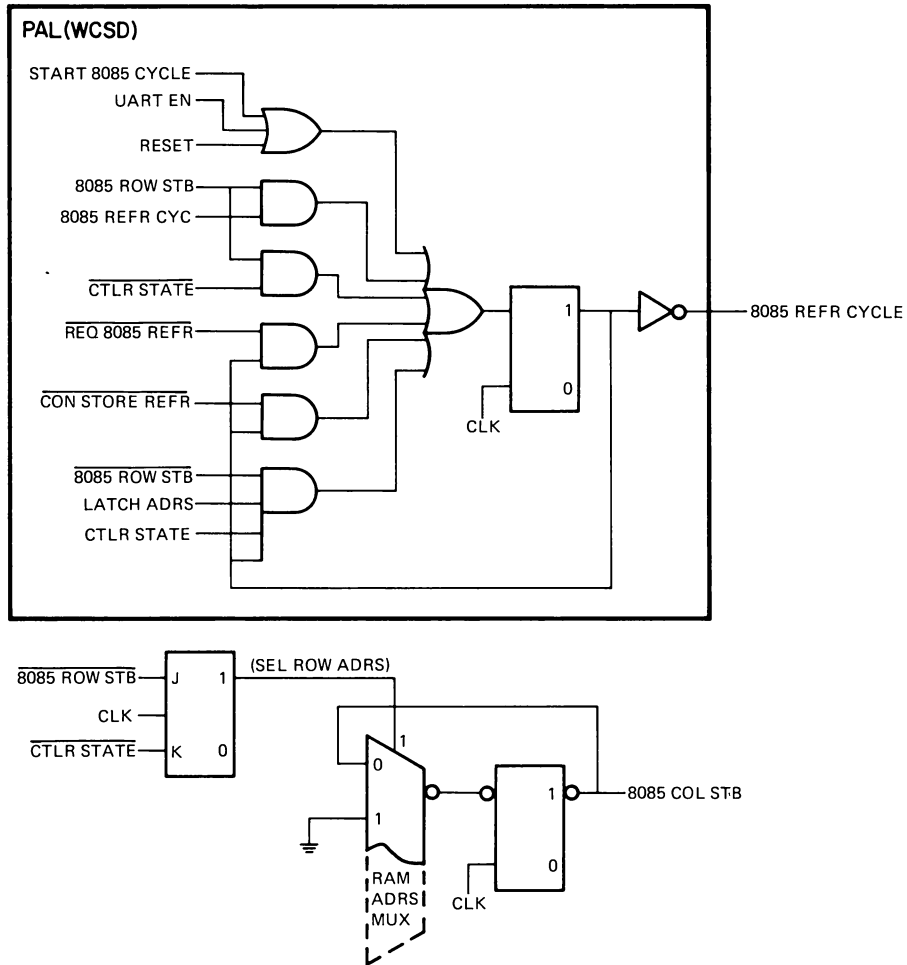 PAL(WCSD)
START 8085 CYCLE
UART EN
RESET
8085 ROW STB
8085 REFR CYC
CTLR STATE
REQ 8085 REFR
CON STORE REFR
8085 ROW STB
LATCH ADRS
CTLR STATE
1
0
CLK
8085 REFR CYCLE
8085 ROW STB
CLK
CTLR STATE
J
K
1
0
(SEL ROW ADRS)
1
0
1
RAM
ADRS
MUX
1
0
CLK
8085 COL STB